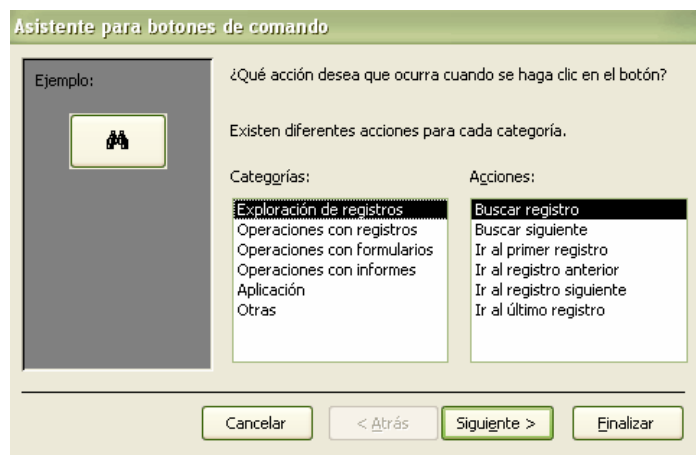 Asistente para botones de comando
Ejemplo:
¿Qué acción desea que ocurra cuando se haga clic en el botón?
Existen diferentes acciones para cada categoría.
Categorías:
Exploración de registros
Operaciones con registros
Operaciones con formularios
Operaciones con informes
Aplicación
Otras
Acciones:
Buscar registro
Buscar siguiente
Ir al primer registro
Ir al registro anterior
Ir al registro siguiente
Ir al último registro
Cancelar
< Atrás
Siguiente >
Finalizar